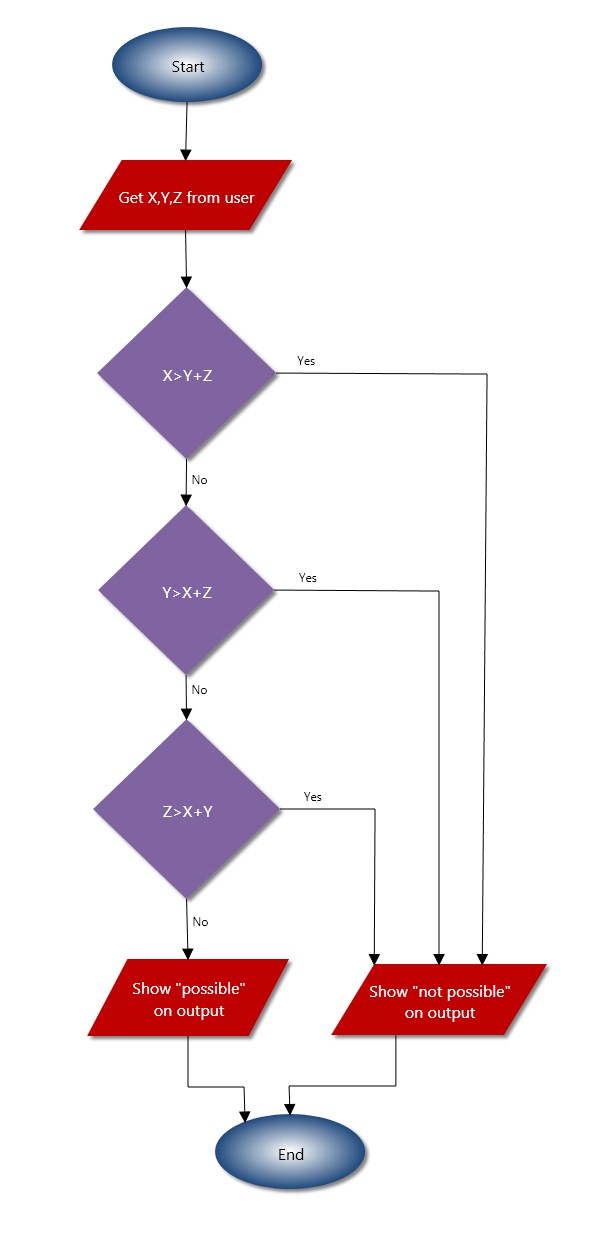 Start
Get X,Y,Z from user
X>Y+Z
Yes
No
Y>X+Z
Yes
No
Z>X+Y
Yes
No
Show "possible"
on output
Show "not possible"
on output
End